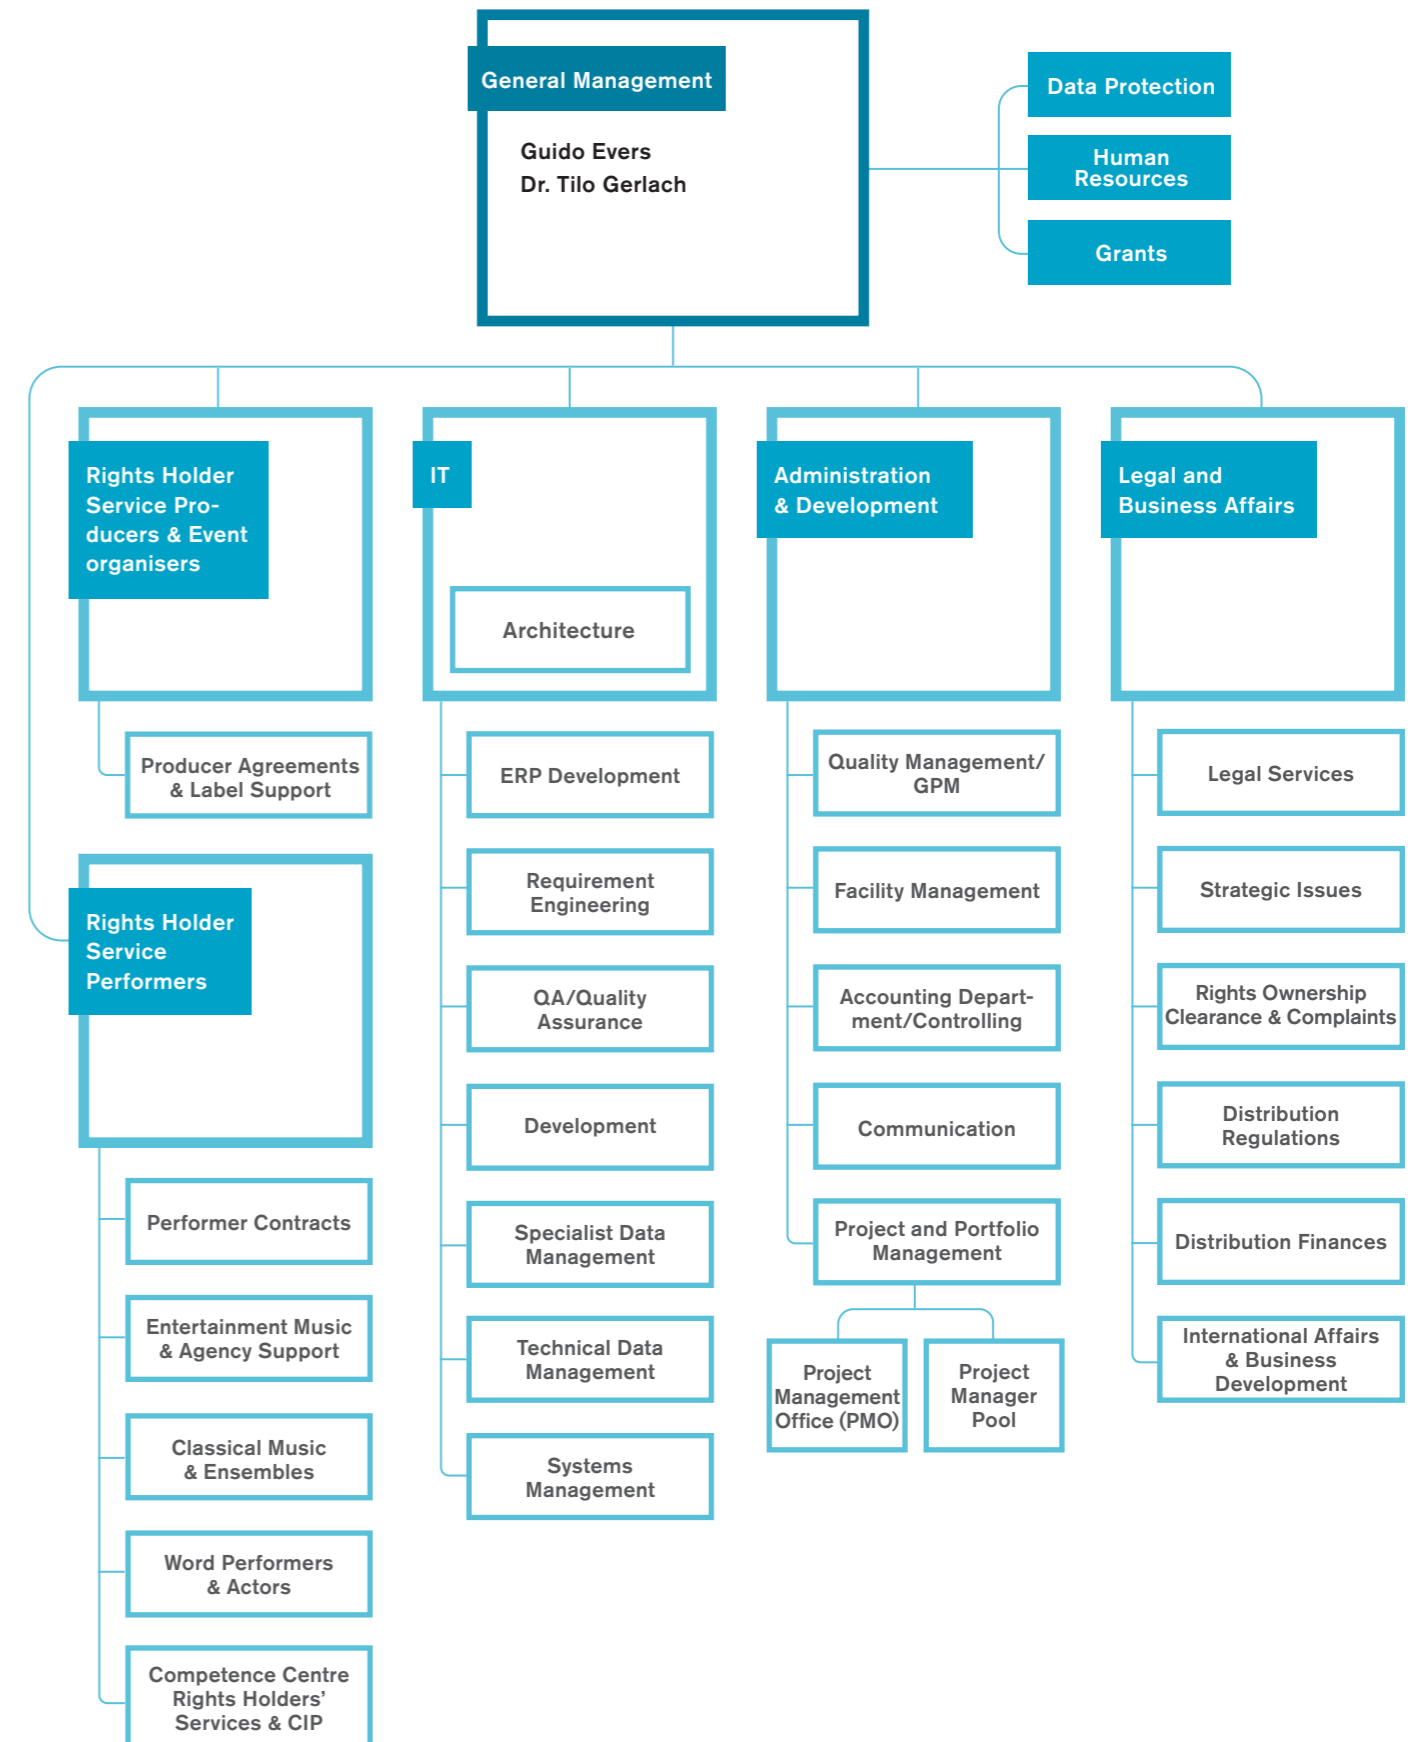 General Management
Guido Evers
Dr. Tilo Gerlach
Data Protection
Human
Resources
Grants
Rights Holder
Service Pro-
ducers & Event
organisers
Producer Agreements
& Label Support
Rights Holder
Service
Performers
Performer Contracts
Entertainment Music
& Agency Support
Classical Music
& Ensembles
Word Performers
& Actors
Competence Centre
Rights Holders’
Services & CIP
IT
Architecture
ERP Development
Requirement
Engineering
QA/Quality
Assurance
Development
Specialist Data
Management
Technical Data
Management
Systems
Management
Administration
& Development
Quality Management/
GPM
Facility Management
Accounting Depart-
ment/Controlling
Communication
Project and Portfolio
Management
Project
Management
Office (PMO)
Project
Manager
Pool
Legal and
Business Affairs
Legal Services
Strategic Issues
Rights Ownership
Clearance & Complaints
Distribution
Regulations
Distribution Finances
International Affairs
& Business
Development